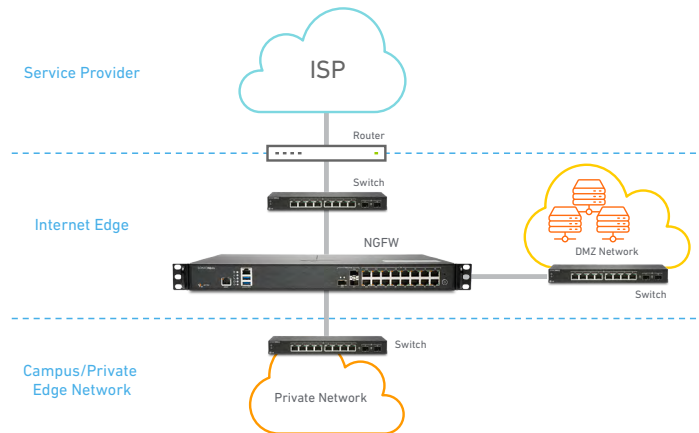 ISP
Service Provider
Router
Switch
Internet Edge
NGFW
DMZ Network
Switch
Switch
Campus/Private
Edge Network
Private Network